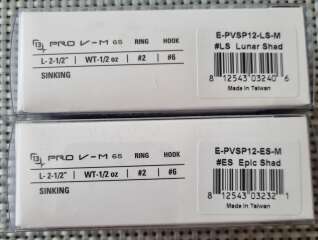 PRO V-M 65 RING HOOK
L- 2-1/2" WT-1/2 oz #2 #6
SINKING
E-PVSP12-LS-M
#LS Lunar Shad
8 12543 03240 6
Made in Taiwan
PRO V-M 65 RING HOOK
L- 2-1/2" WT-1/2 oz #2 #6
SINKING
E-PVSP12-ES-M
#ES Epic Shad
8 12543 03232 1
Made in Taiwan